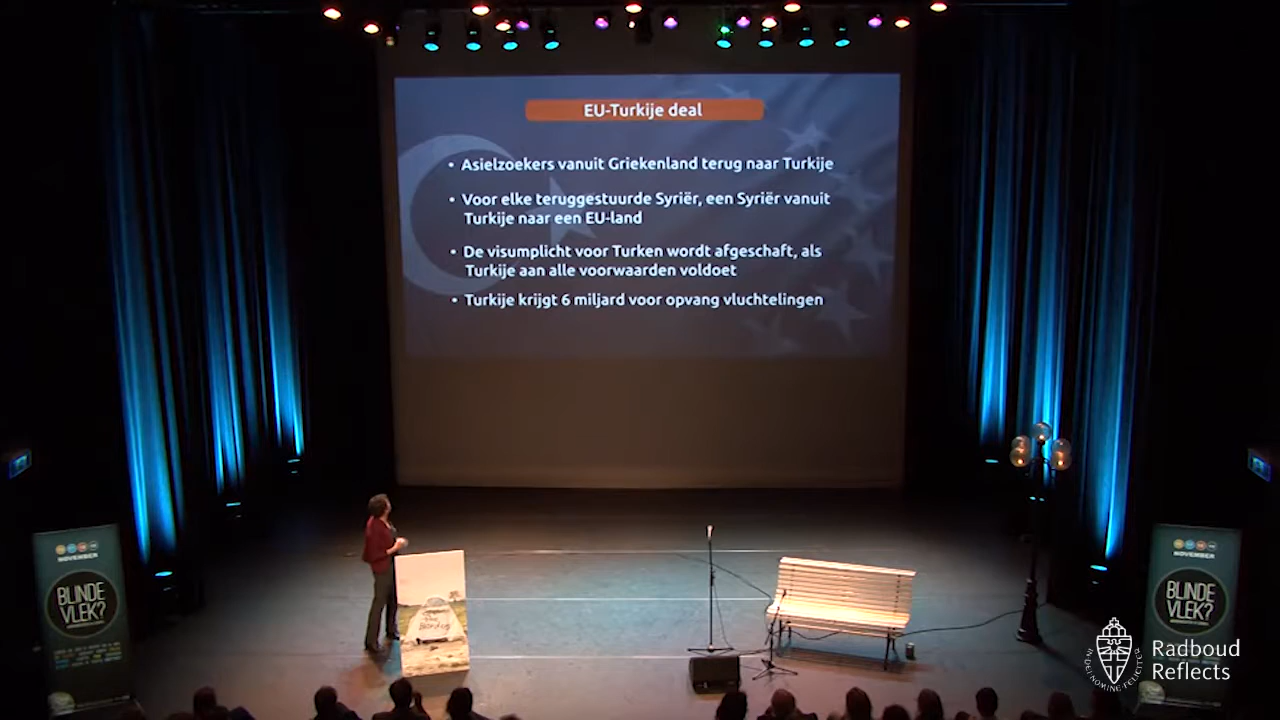 EU-Turkije deal
• Asielzoekers vanuit Griekenland terug naar Turkije
• Voor elke teruggestuurde Syriër, een Syriër vanuit
Turkije naar een EU-land
• De visumplicht voor Turken wordt afgeschaft, als
Turkije aan alle voorwaarden voldoet
• Turkije krijgt 6 miljard voor opvang vluchtelingen
NOVEMBER
BLINDE
VLEK?
NOVEMBER
BLINDE
VLEK?
Radboud
Reflects